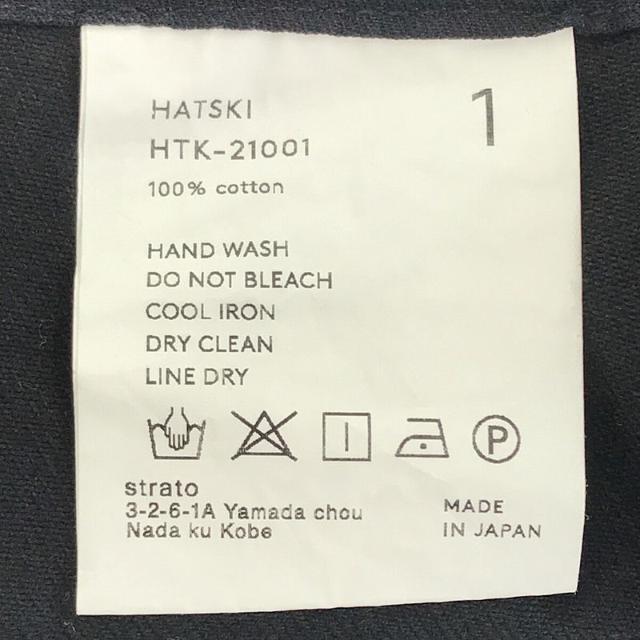 HATSKI
1
HTK-21001
100% cotton
HAND WASH
DO NOT BLEACH
COOL IRON
DRY CLEAN
LINE DRY
P
strato
3-2-6-1A Yamada chou
Nada ku Kobe
MADE
IN JAPAN